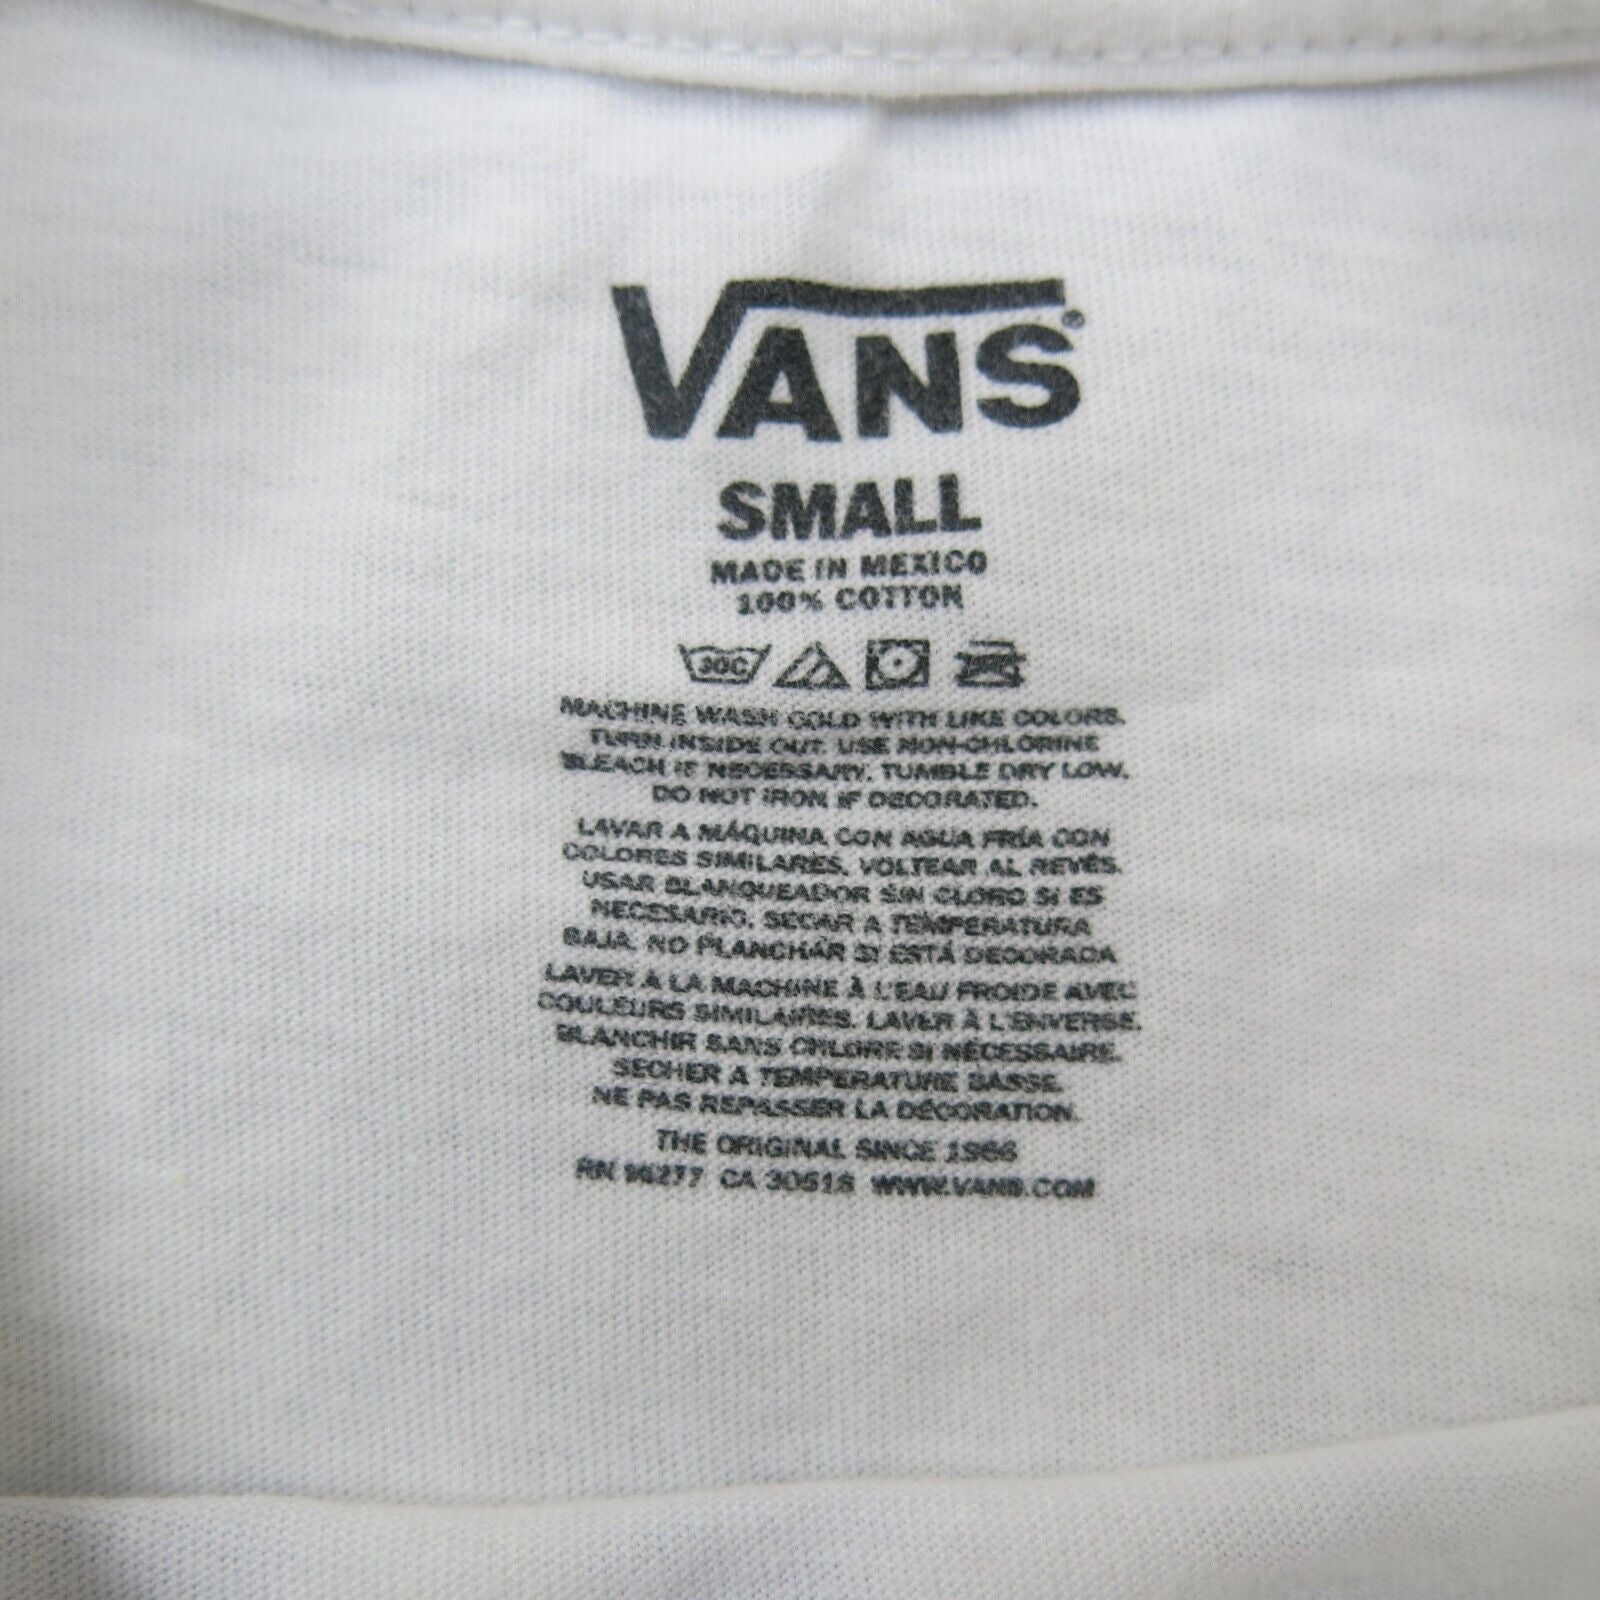 VANS®
SMALL
MADE IN MEXICO
100% COTTON
30C
MACHINE WASH COLD WITH LIKE COLORS.
TURN INSIDE OUT. USE NON-CHLORINE
BLEACH IF NECESSARY. TUMBLE DRY LOW.
DO NOT IRON IF DECORATED.
LAVAR A MÁQUINA CON AGUA FRÍA CON
COLORES SIMILARES. VOLTEAR AL REVÉS.
USAR BLANQUEADOR SIN CLORO SI ES
NECESARIO. SECAR A TEMPERATURA
BAJA. NO PLANCHAR SI ESTÁ DECORADA
LAVER À LA MACHINE À L'EAU FROIDE AVEC
COULEURS SIMILAIRES. LAVER À L'ENVERSE.
BLANCHIR SANS CHLORE SI NÉCESSAIRE.
SECHER A TEMPERATURE BASSE.
NE PAS REPASSER LA DÉCORATION.
THE ORIGINAL SINCE 1966
RN 96277 CA 30518 WWW.VANS.COM